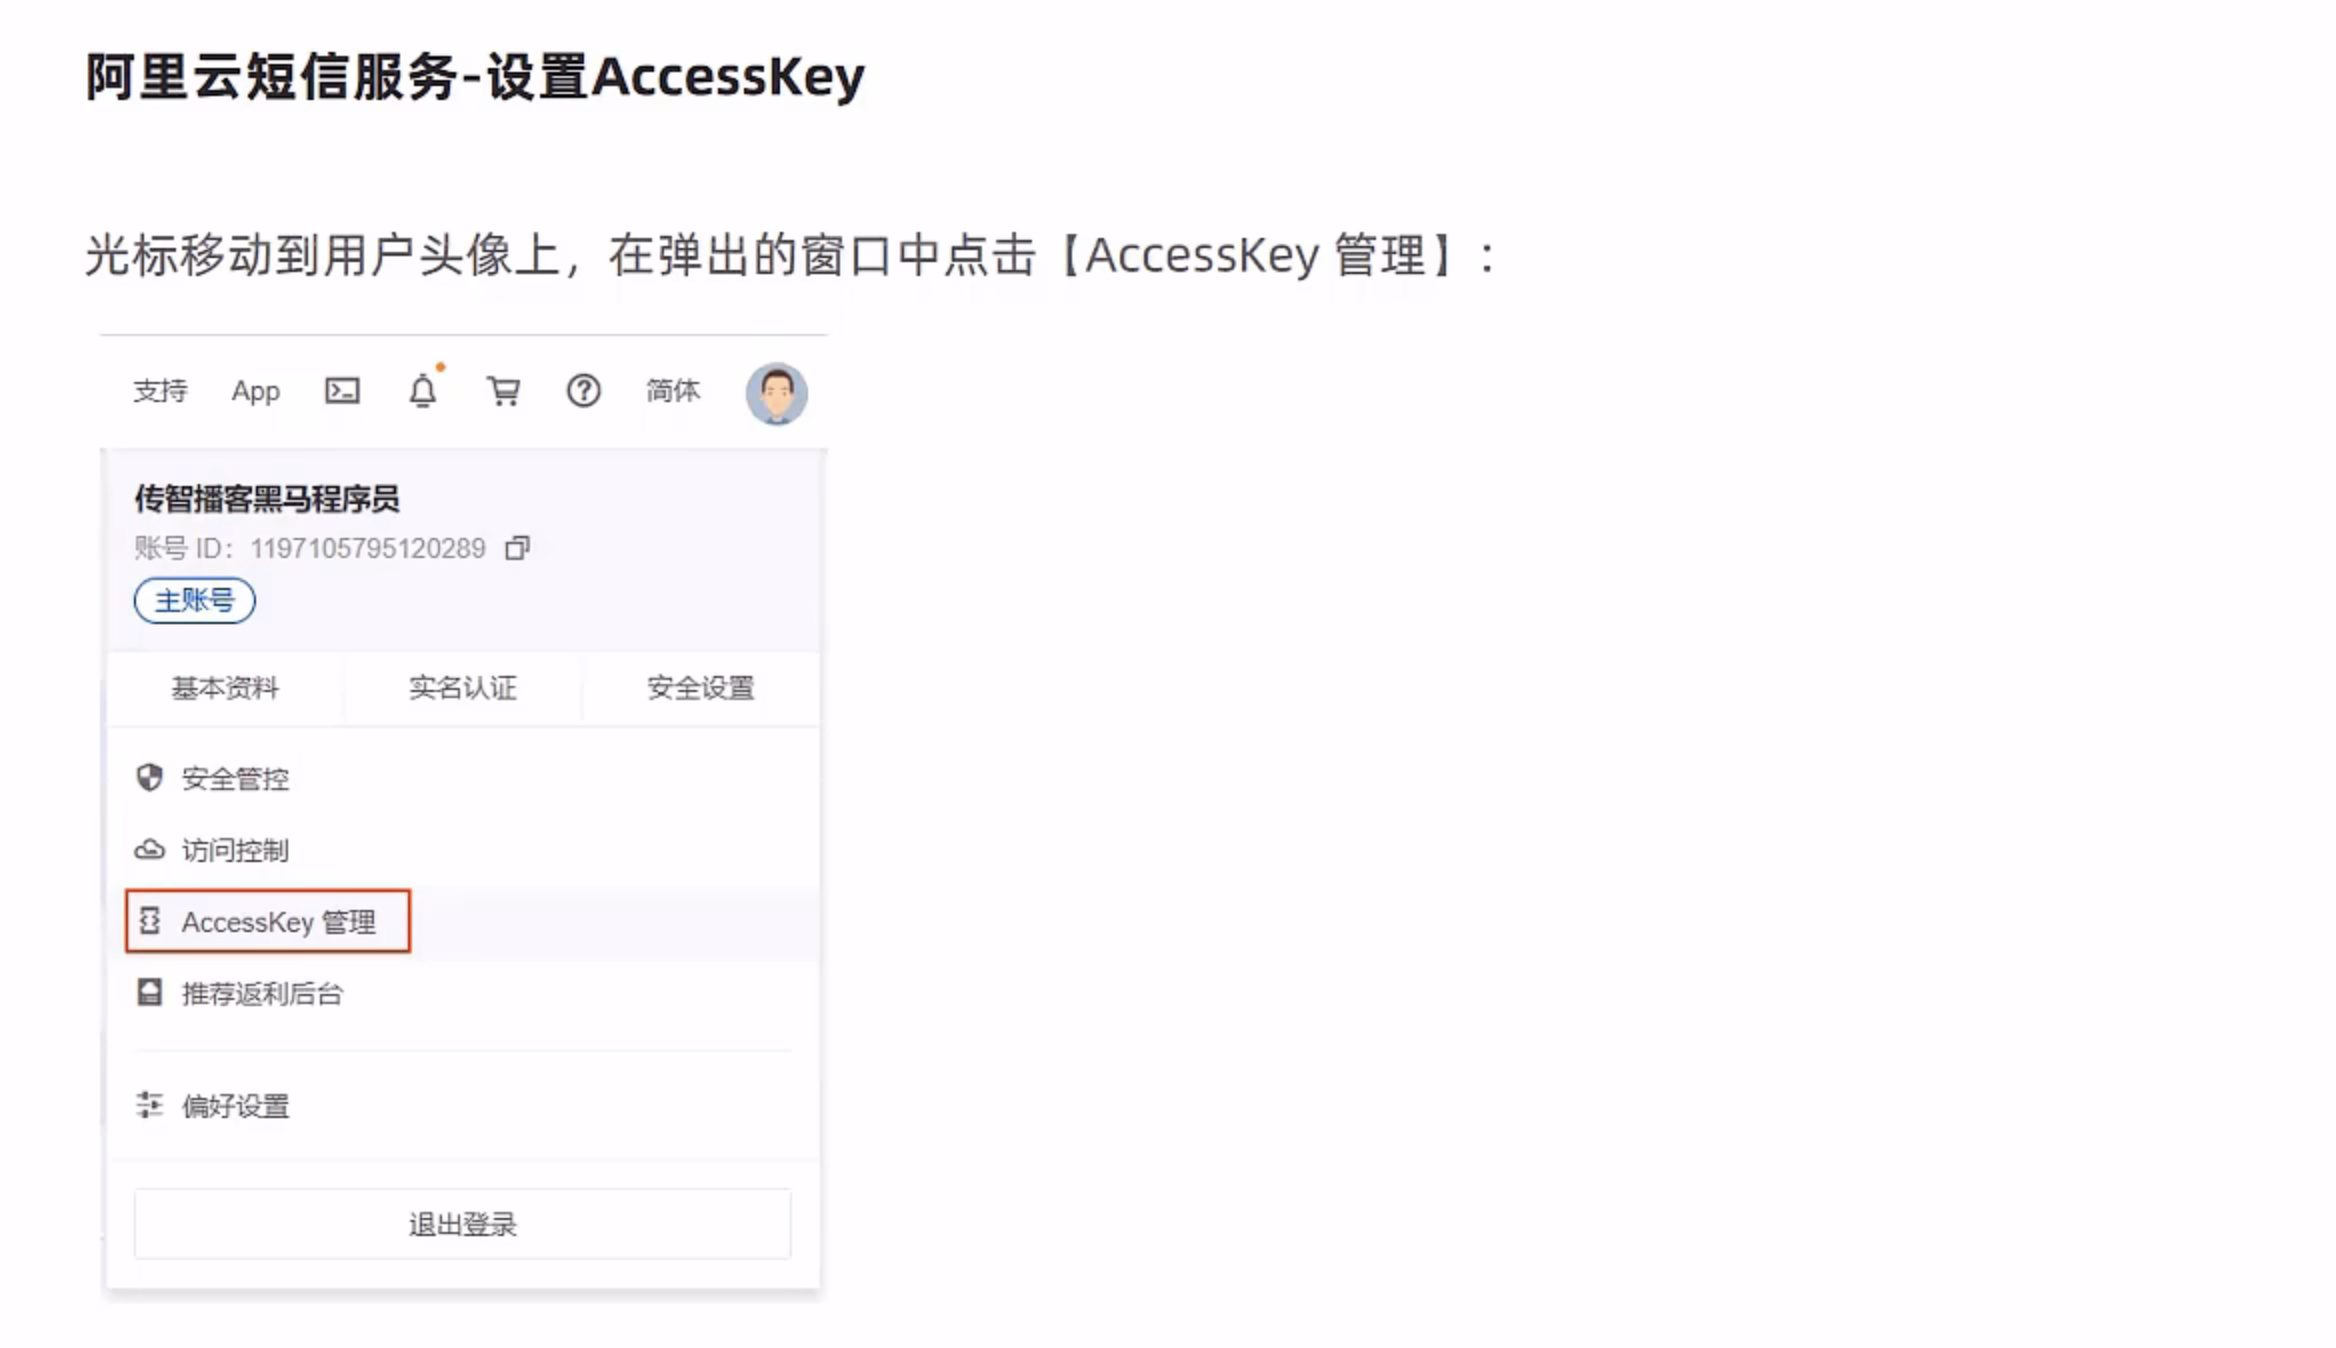 阿里云短信服务-设置AccessKey
光标移动到用户头像上，在弹出的窗口中点击【AccessKey 管理】：
支持 App 简体
传智播客黑马程序员
账号 ID：1197105795120289
主账号
基本资料 实名认证 安全设置
安全管控
访问控制
AccessKey 管理
推荐返利后台
偏好设置
退出登录